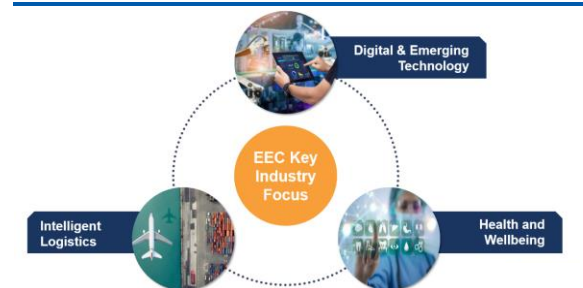 Digital & Emerging
Technology
EEC Key
Industry
Focus
Intelligent
Logistics
Health and
Wellbeing